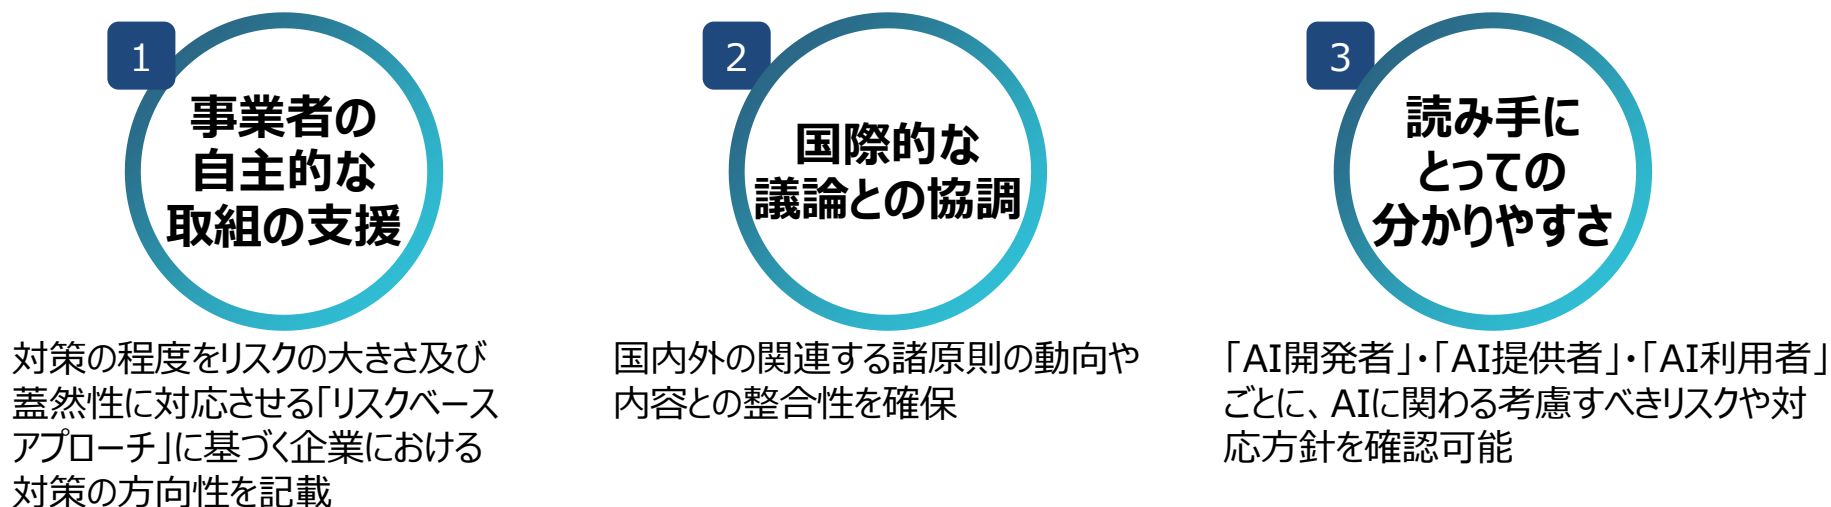 1
事業者の
自主的な
取組の支援
対策の程度をリスクの大きさ及び
蓋然性に対応させる「リスクベース
アプローチ」に基づく企業における
対策の方向性を記載
2
国際的な
議論との協調
国内外の関連する諸原則の動向や
内容との整合性を確保
3
読み手に
とっての
分かりやすさ
「AI開発者」・「AI提供者」・「AI利用者」
ごとに、AIに関わる考慮すべきリスクや対
応方針を確認可能